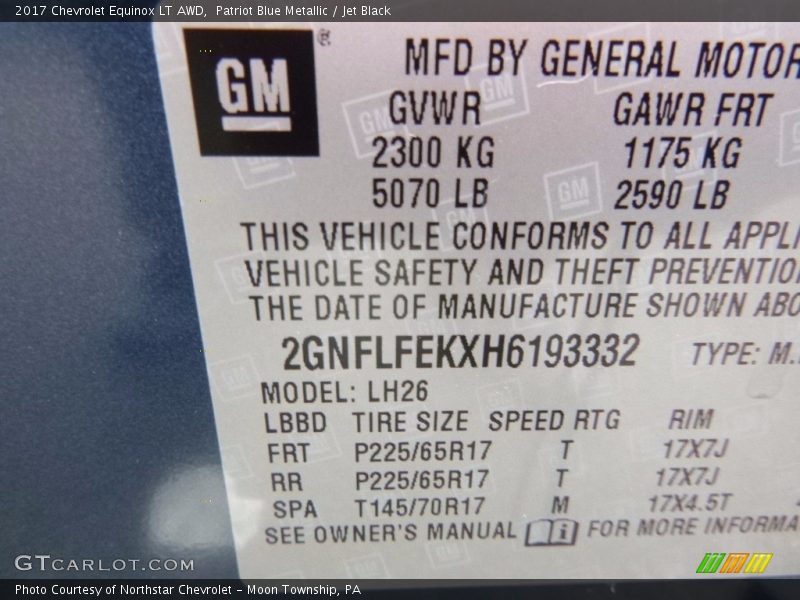 2017 Chevrolet Equinox LT AWD, Patriot Blue Metallic / Jet Black
GM ®
MFD BY GENERAL MOTOR
GVWR GAWR FRT
2300 KG 1175 KG
5070 LB 2590 LB
THIS VEHICLE CONFORMS TO ALL APPLI
VEHICLE SAFETY AND THEFT PREVENTIO
THE DATE OF MANUFACTURE SHOWN ABO
2GNFLFEKXH6193332 TYPE: M.
MODEL: LH26
LBBD TIRE SIZE SPEED RTG RIM
FRT P225/65R17 T 17X7J
RR P225/65R17 T 17X7J
SPA T145/70R17 M 17X4.5T
SEE OWNER'S MANUAL i FOR MORE INFORMA
GTCARLOT.COM
Photo Courtesy of Northstar Chevrolet – Moon Township, PA